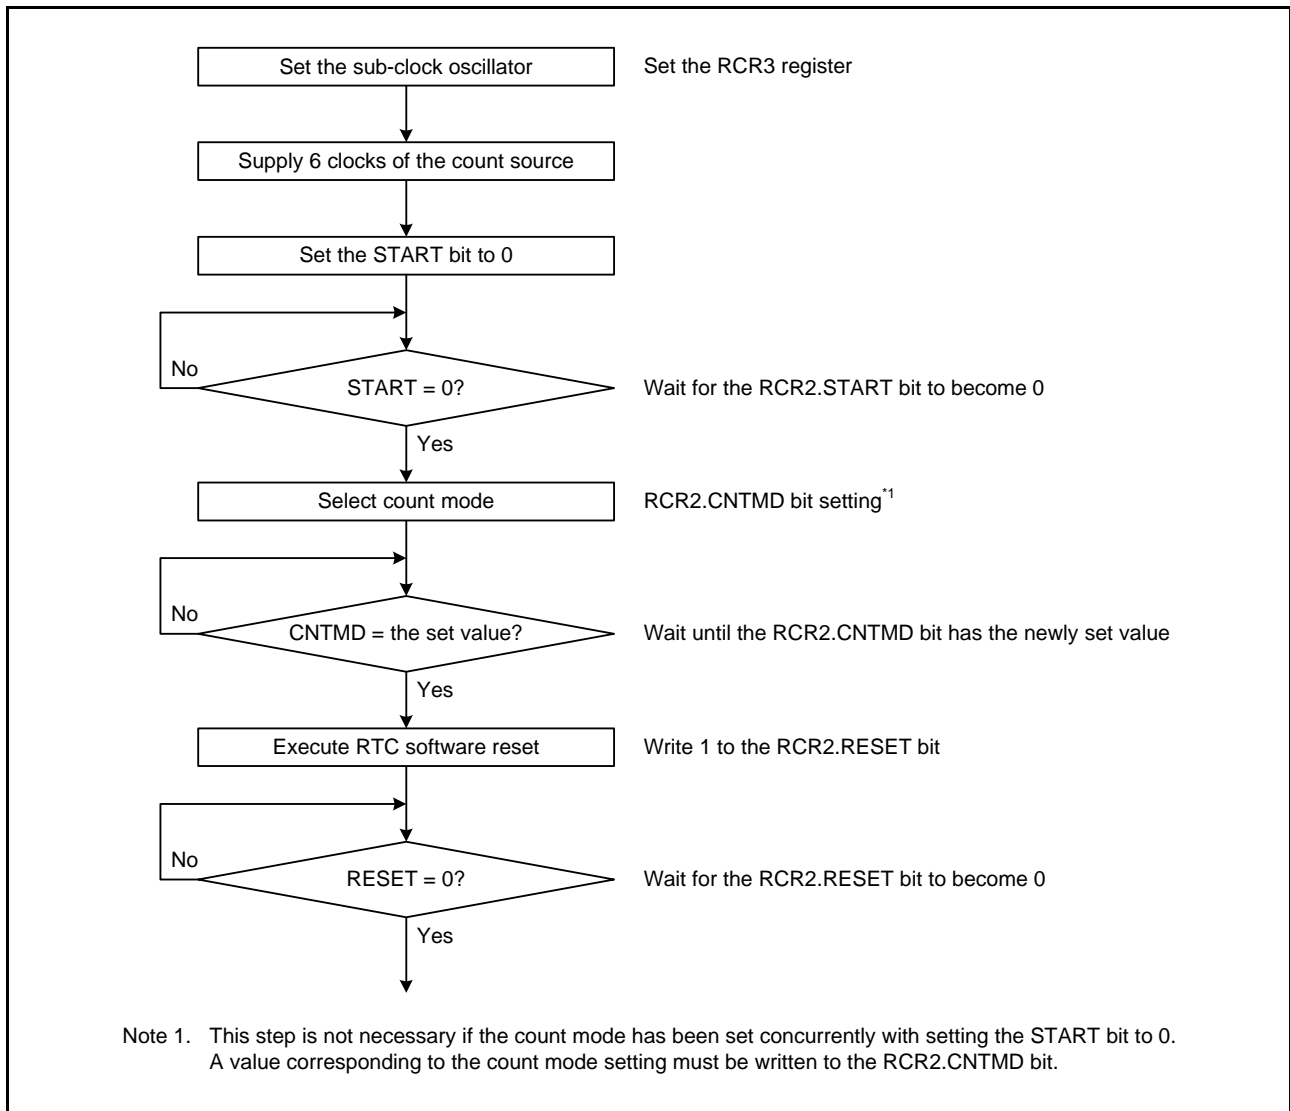 Set the sub-clock oscillator
Set the RCR3 register
Supply 6 clocks of the count source
Set the START bit to 0
No
START = 0?
Wait for the RCR2.START bit to become 0
Yes
Select count mode
RCR2.CNTMD bit setting*1
No
CNTMD = the set value?
Wait until the RCR2.CNTMD bit has the newly set value
Yes
Execute RTC software reset
Write 1 to the RCR2.RESET bit
No
RESET = 0?
Wait for the RCR2.RESET bit to become 0
Yes
Note 1. This step is not necessary if the count mode has been set concurrently with setting the START bit to 0.
A value corresponding to the count mode setting must be written to the RCR2.CNTMD bit.